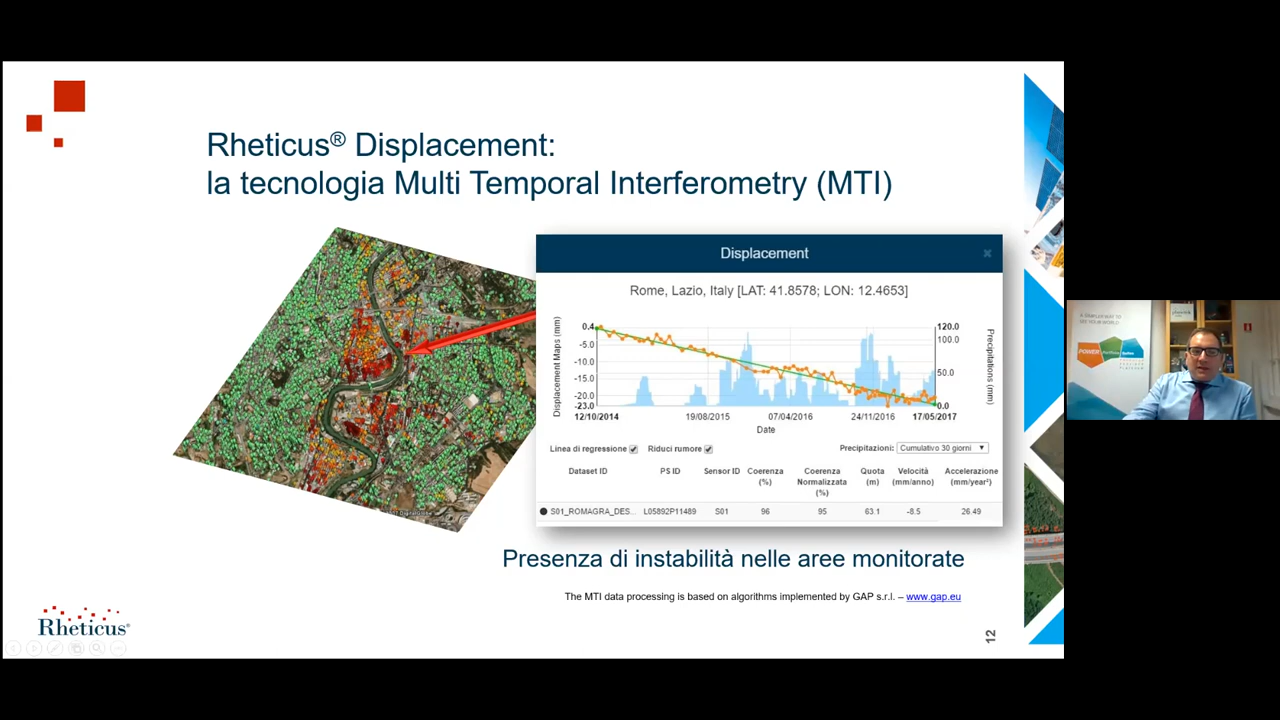 Rheticus® Displacement:
la tecnologia Multi Temporal Interferometry (MTI)
Displacement
Rome, Lazio, Italy [LAT: 41.8578; LON: 12.4653]
Displacement Maps (mm)
0.4
-5.0
-10.0
-15.0
-20.0
-23.0
120.0
100.0
50.0
0.0
Precipitations (mm)
12/10/2014 19/08/2015 07/04/2016 24/11/2016 17/05/2017
Date
Linea di regressione Riduci rumore Precipitazioni: Cumulativo 30 giorni
Dataset ID PS ID Sensor ID Coerenza (%) Coerenza Normalizzata (%) Quota (m) Velocità (mm/anno) Accelerazione (mm/year²)
S01_ROMAGRA_DES... L05892P11489 S01 96 95 63.1 -8.5 26.49
Presenza di instabilità nelle aree monitorate
The MTI data processing is based on algorithms implemented by GAP s.r.l. – www.gap.eu
Rheticus®
12
POWER